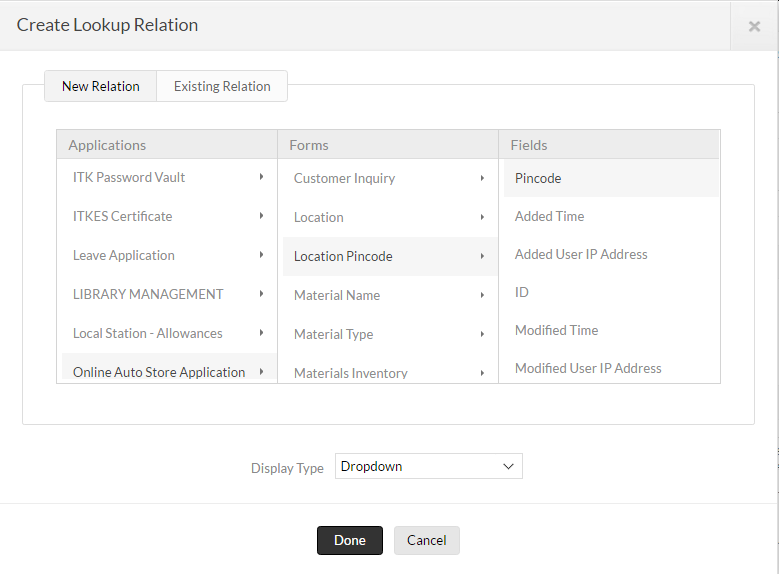 Create Lookup Relation
New Relation
Existing Relation
Applications
Forms
Fields
ITK Password Vault
ITKES Certificate
Leave Application
LIBRARY MANAGEMENT
Local Station - Allowances
Online Auto Store Application
Customer Inquiry
Location
Location Pincode
Material Name
Material Type
Materials Inventory
Pincode
Added Time
Added User IP Address
ID
Modified Time
Modified User IP Address
Display Type
Dropdown
Done
Cancel